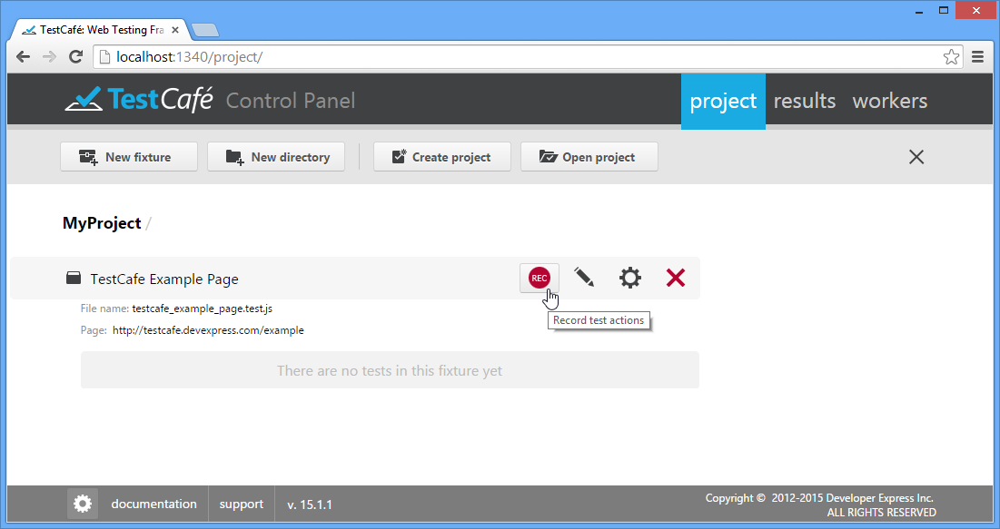 TestCafé: Web Testing Fra
localhost:1340/project/
TestCafé Control Panel
project results workers
New fixture New directory Create project Open project
MyProject /
TestCafe Example Page
REC
Record test actions
File name: testcafe_example_page.test.js
Page: http://testcafe.devexpress.com/example
There are no tests in this fixture yet
documentation support v. 15.1.1
Copyright © 2012-2015 Developer Express Inc.
ALL RIGHTS RESERVED